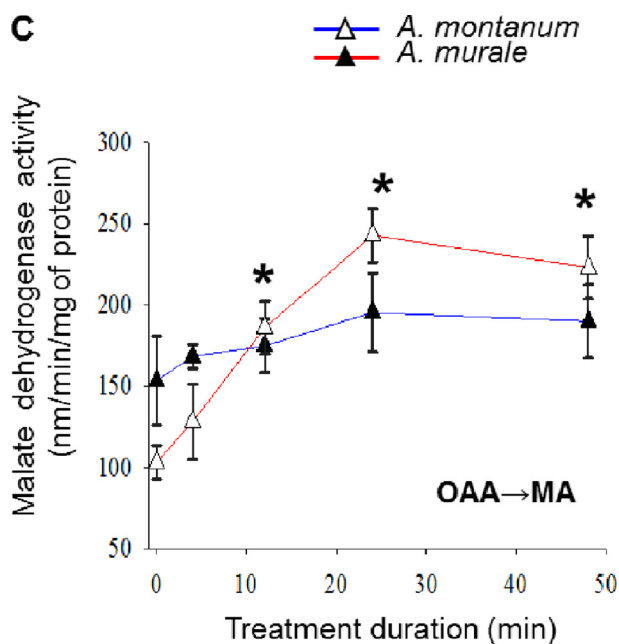 C
A. montanum
A. murale
Malate dehydrogenase activity
(nm/min/mg of protein)
300
250
200
150
100
50
*
*
*
OAA→MA
0 10 20 30 40 50
Treatment duration (min)